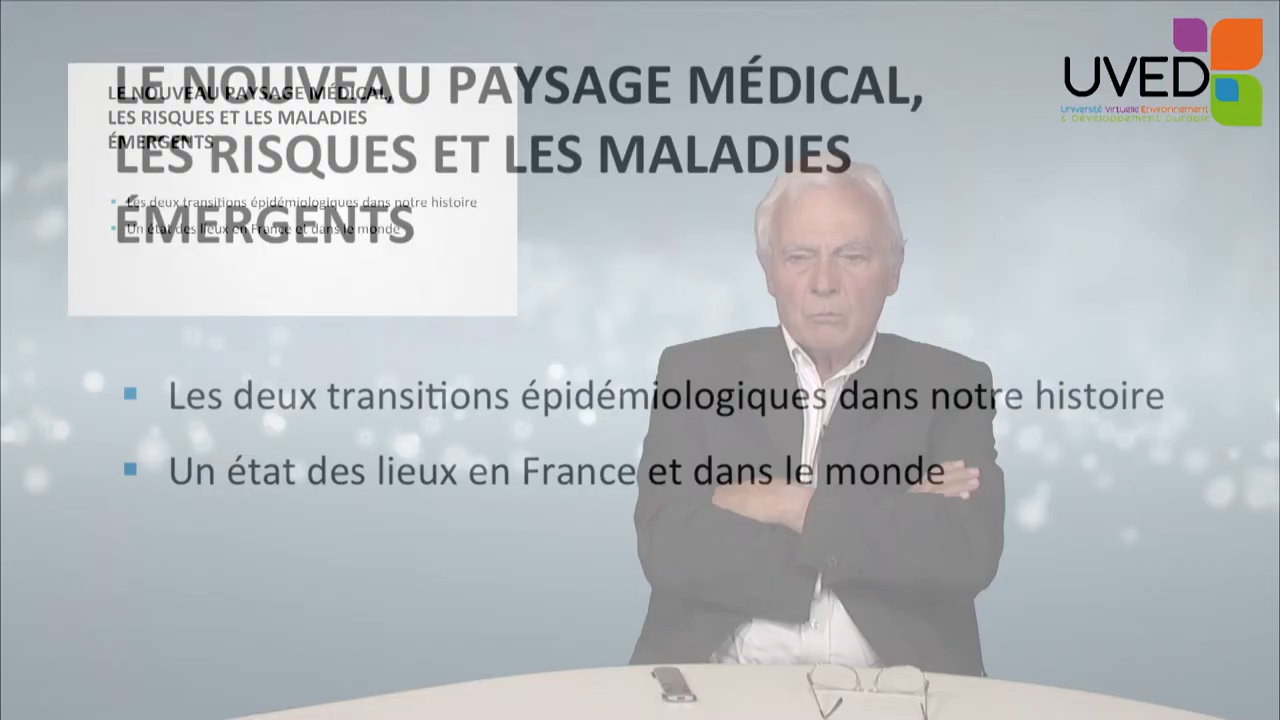 LE NOUVEAU PAYSAGE MÉDICAL,
LES RISQUES ET LES MALADIES
ÉMERGENTS
Les deux transitions épidémiologiques dans notre histoire
Un état des lieux en France et dans le monde
LE NOUVEAU PAYSAGE MÉDICAL,
LES RISQUES ET LES MALADIES
ÉMERGENTS
Les deux transitions épidémiologiques dans notre histoire
Un état des lieux en France et dans le monde
UVED
Université Virtuelle Environnement
& Développement Durable